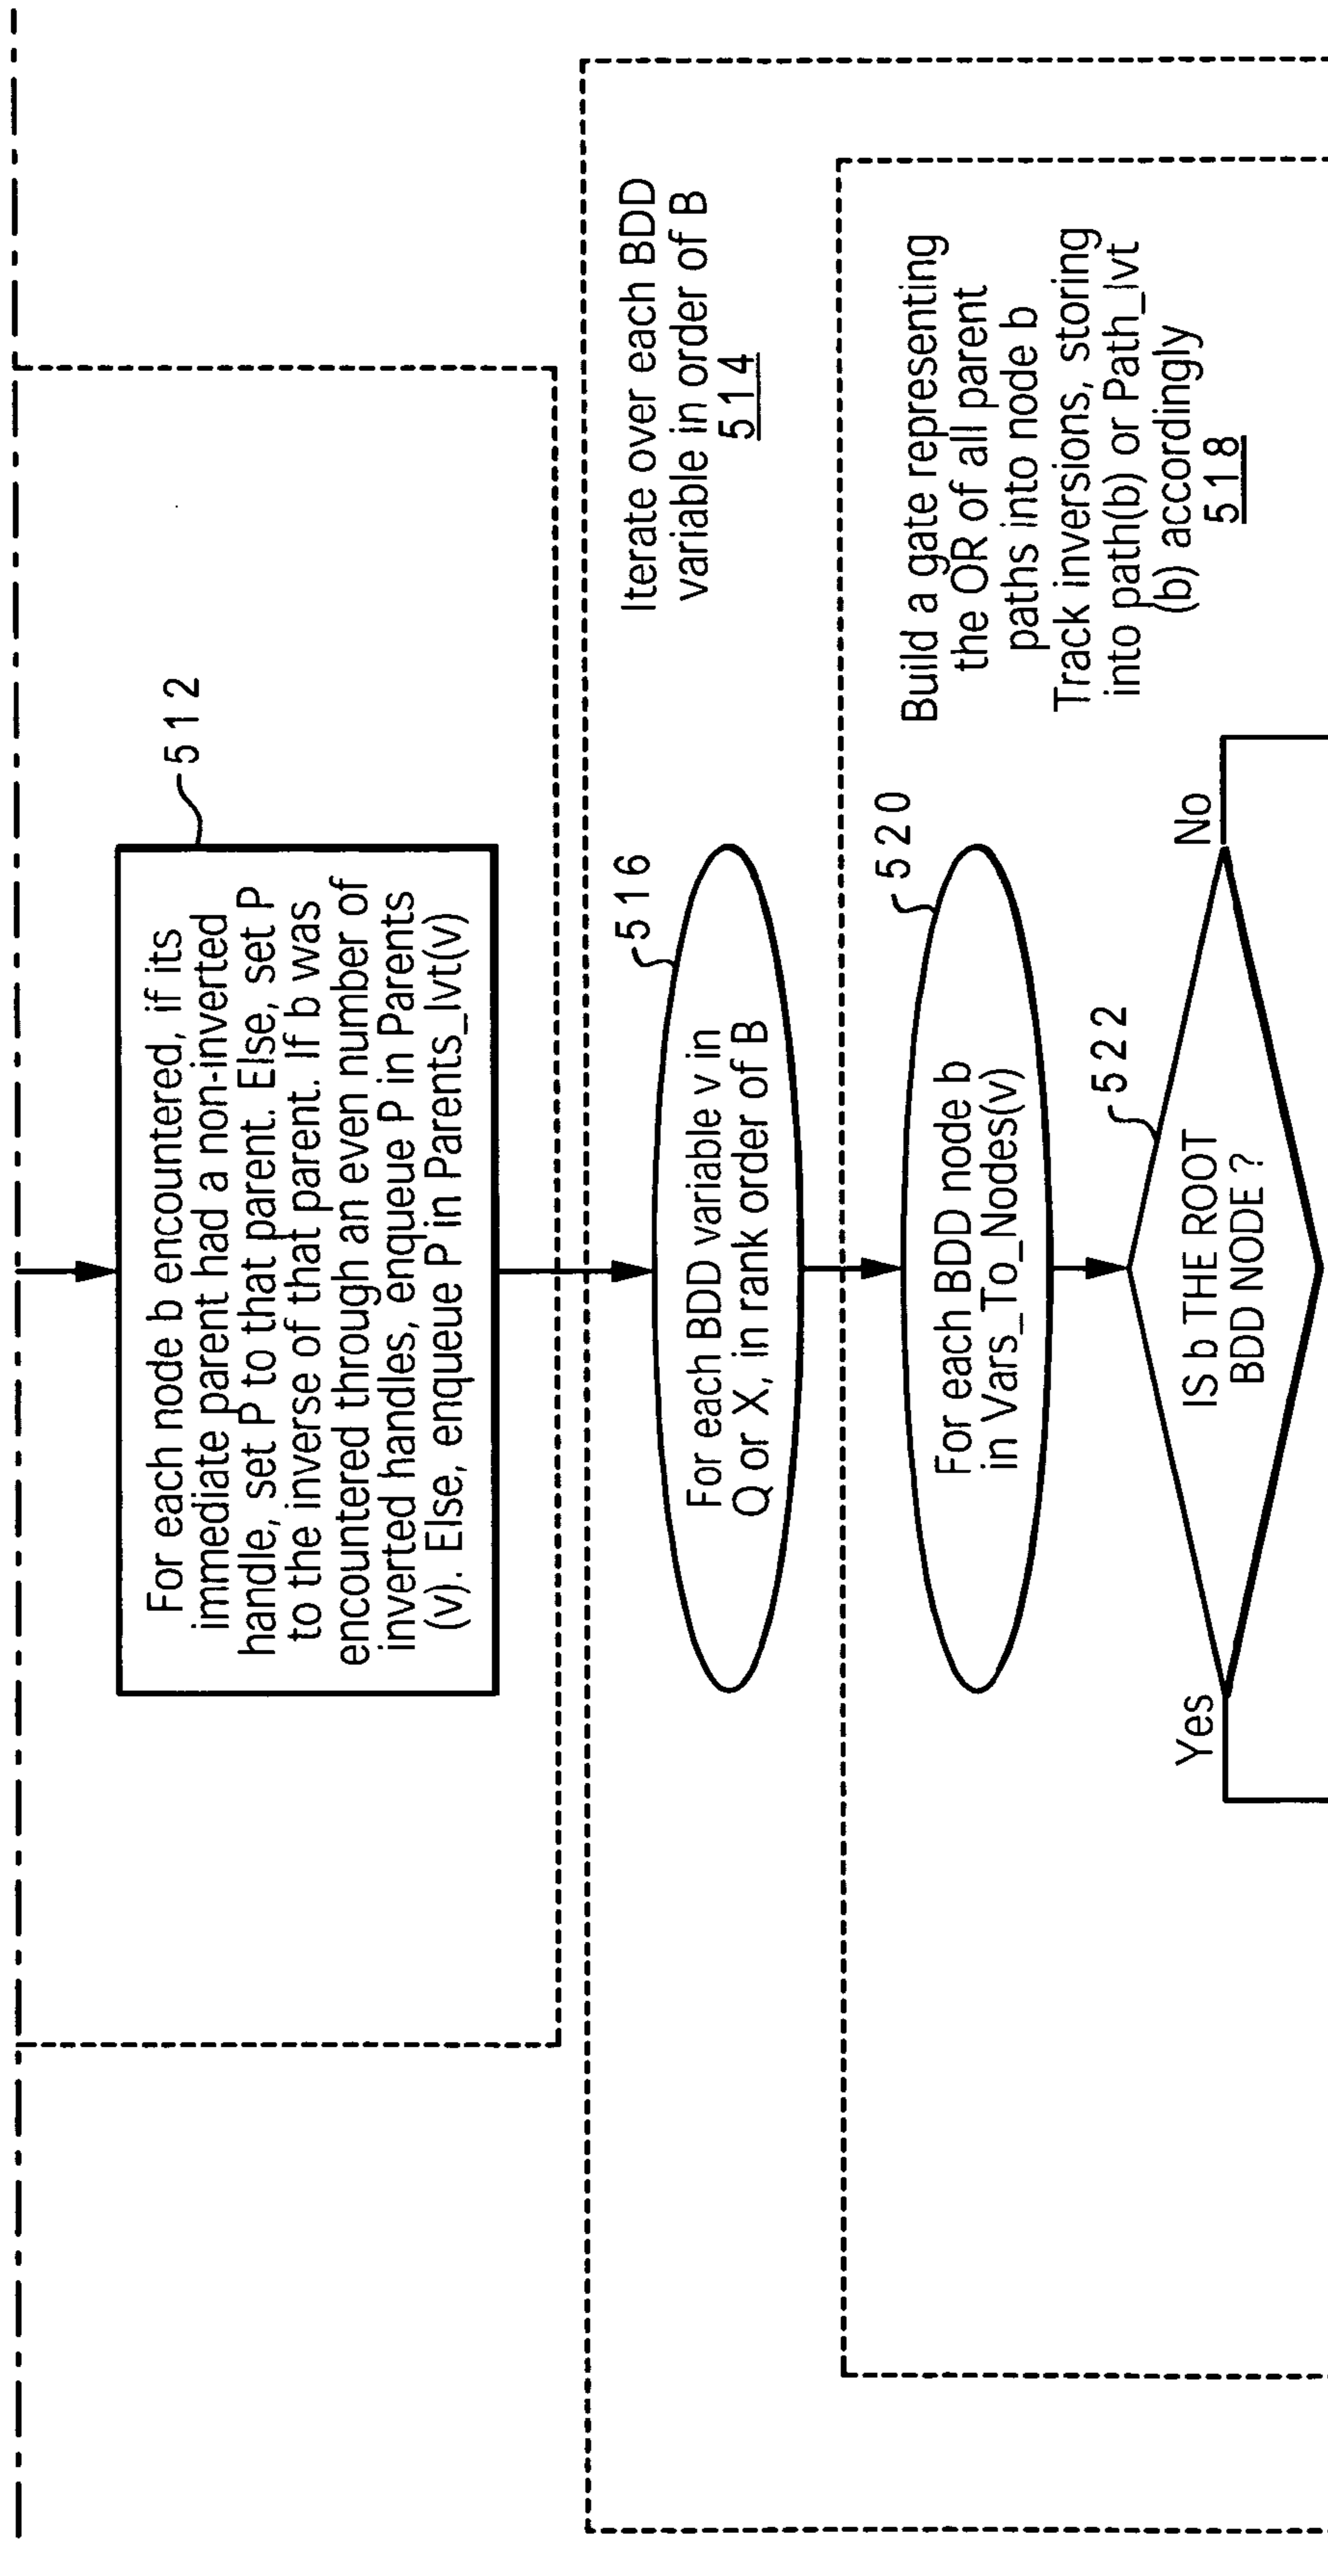 512
For each node b encountered, if its
immediate parent had a non-inverted
handle, set P to that parent. Else, set P
to the inverse of that parent. If b was
encountered through an even number of
inverted handles, enqueue P in Parents
(v). Else, enqueue P in Parents_Ivt(v)
Iterate over each BDD
variable in order of B
514
516
For each BDD variable v in
Q or X, in rank order of B
Build a gate representing
the OR of all parent
paths into node b
Track inversions, storing
into path(b) or Path_Ivt
(b) accordingly
518
520
For each BDD node b
in Vars_To_Nodes(v)
522
IS b THE ROOT
BDD NODE ?
Yes
No